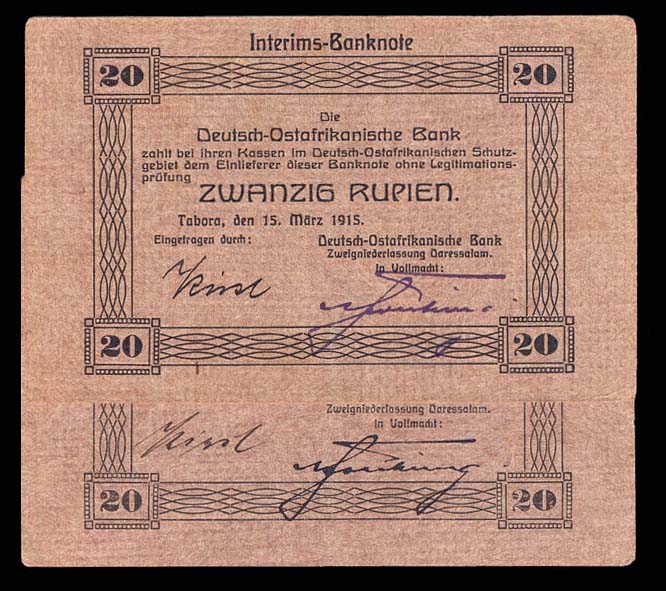 Interims-Banknote
20 20
Die
Deutsch-Ostafrikanische Bank
zahlt bei ihren Kassen im Deutsch-Ostafrikanischen Schutz-
gebiet dem Einlieferer dieser Banknote ohne Legitimations-
prüfung
ZWANZIG RUPIEN.
Tabora, den 15. März 1915.
Eingetragen durch: Deutsch-Ostafrikanische Bank
Zweigniederlassung Daressalam.
In Vollmacht:
20 20
Zweigniederlassung Daressalam.
In Vollmacht:
20 20